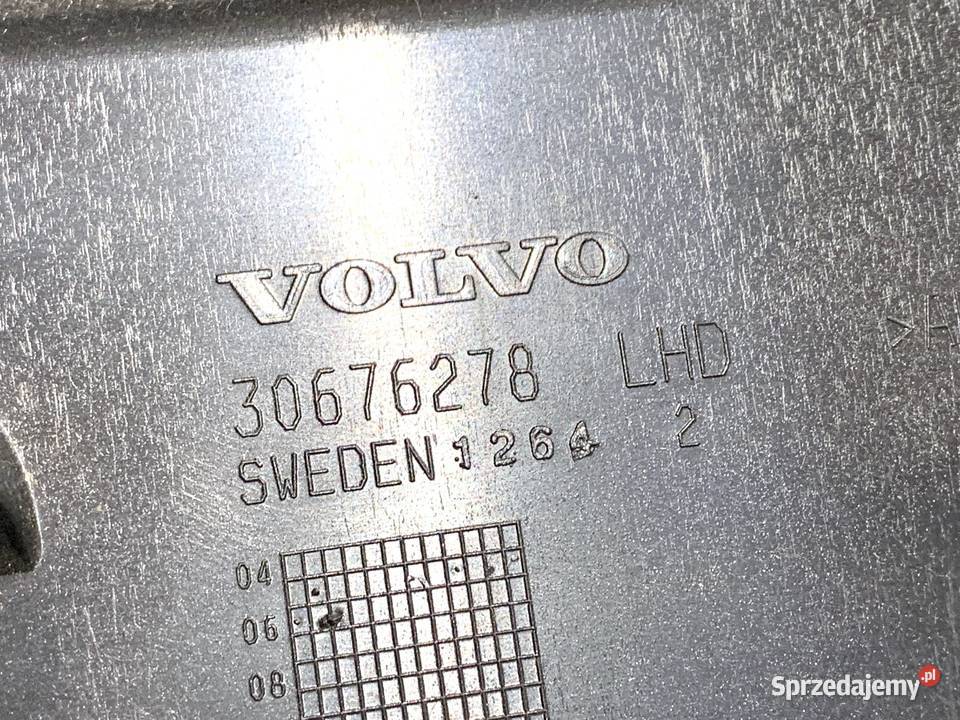 VOLVO
30676278 LHD
SWEDEN 1264 2
04
06
08
Sprzedajemy.pl